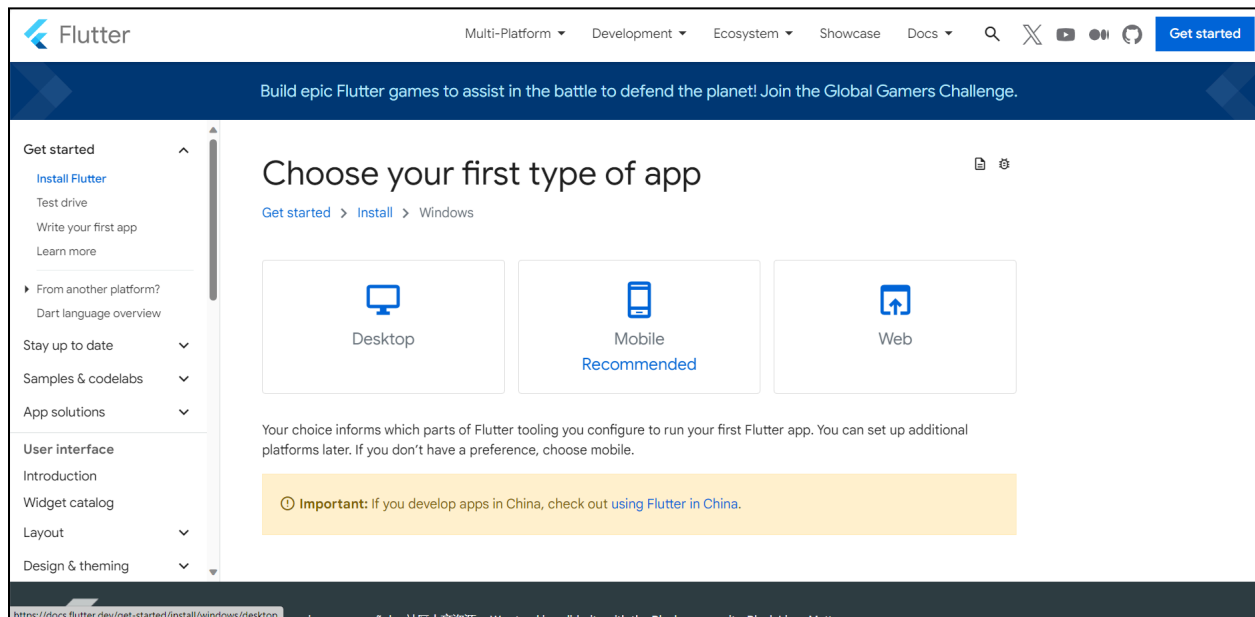 Flutter
Multi-Platform Development Ecosystem Showcase Docs Get started
Build epic Flutter games to assist in the battle to defend the planet! Join the Global Gamers Challenge.
Get started
Install Flutter
Test drive
Write your first app
Learn more
From another platform?
Dart language overview
Stay up to date
Samples & codelabs
App solutions
User interface
Introduction
Widget catalog
Layout
Design & theming
Choose your first type of app
Get started > Install > Windows
Desktop
Mobile
Recommended
Web
Your choice informs which parts of Flutter tooling you configure to run your first Flutter app. You can set up additional
platforms later. If you don't have a preference, choose mobile.
Important: If you develop apps in China, check out using Flutter in China.
https://docs.flutter.dev/get-started/install/windows/desktop